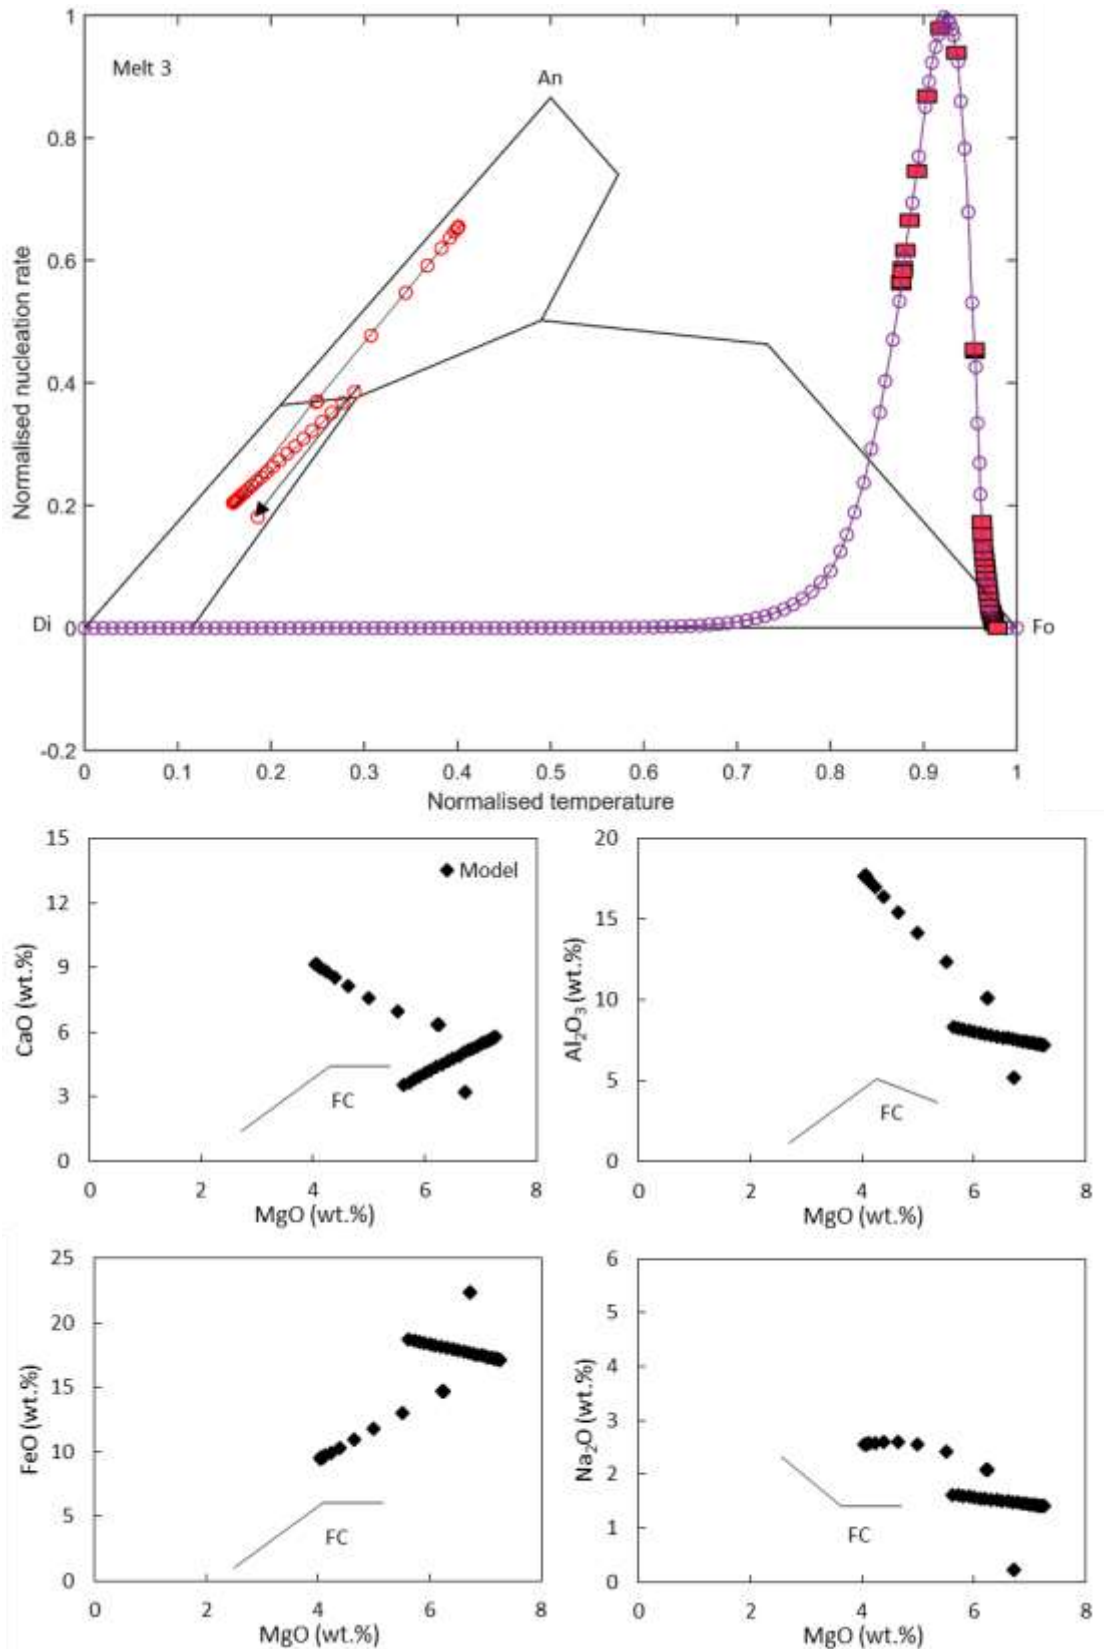 1
Melt 3
An
0.8
0.6
Normalised nucleation rate
0.4
0.2
Di
0
Fo
-0.2
0 0.1 0.2 0.3 0.4 0.5 0.6 0.7 0.8 0.9 1
Normalised temperature
15
◆ Model
12
9
CaO (wt.%)
6
3
FC
0
0 2 4 6 8
MgO (wt.%)
20
15
Al₂O₃ (wt.%)
10
5
FC
0
0 2 4 6 8
MgO (wt.%)
25
20
15
FeO (wt.%)
10
5
FC
0
0 2 4 6 8
MgO (wt.%)
6
5
4
3
Na₂O (wt.%)
2
1
FC
0
0 2 4 6 8
MgO (wt.%)